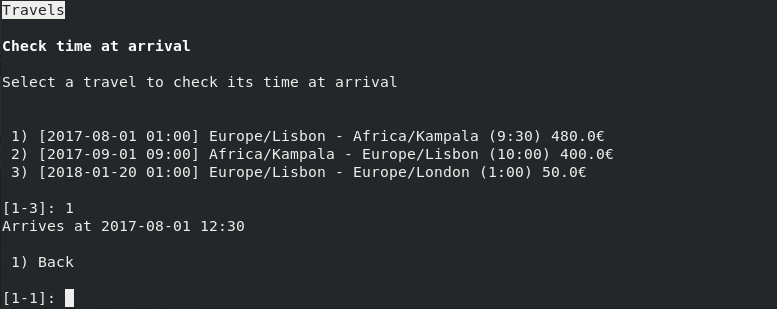 Travels
Check time at arrival
Select a travel to check its time at arrival
1) [2017-08-01 01:00] Europe/Lisbon - Africa/Kampala (9:30) 480.0€
2) [2017-09-01 09:00] Africa/Kampala - Europe/Lisbon (10:00) 400.0€
3) [2018-01-20 01:00] Europe/Lisbon - Europe/London (1:00) 50.0€
[1-3]: 1
Arrives at 2017-08-01 12:30
1) Back
[1-1]: